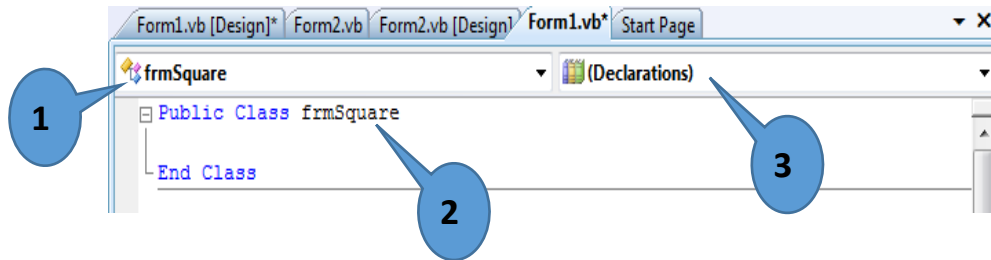 Form1.vb [Design]* Form2.vb Form2.vb [Design] Form1.vb* Start Page
frmSquare (Declarations)
1
Public Class frmSquare
3
End Class
2